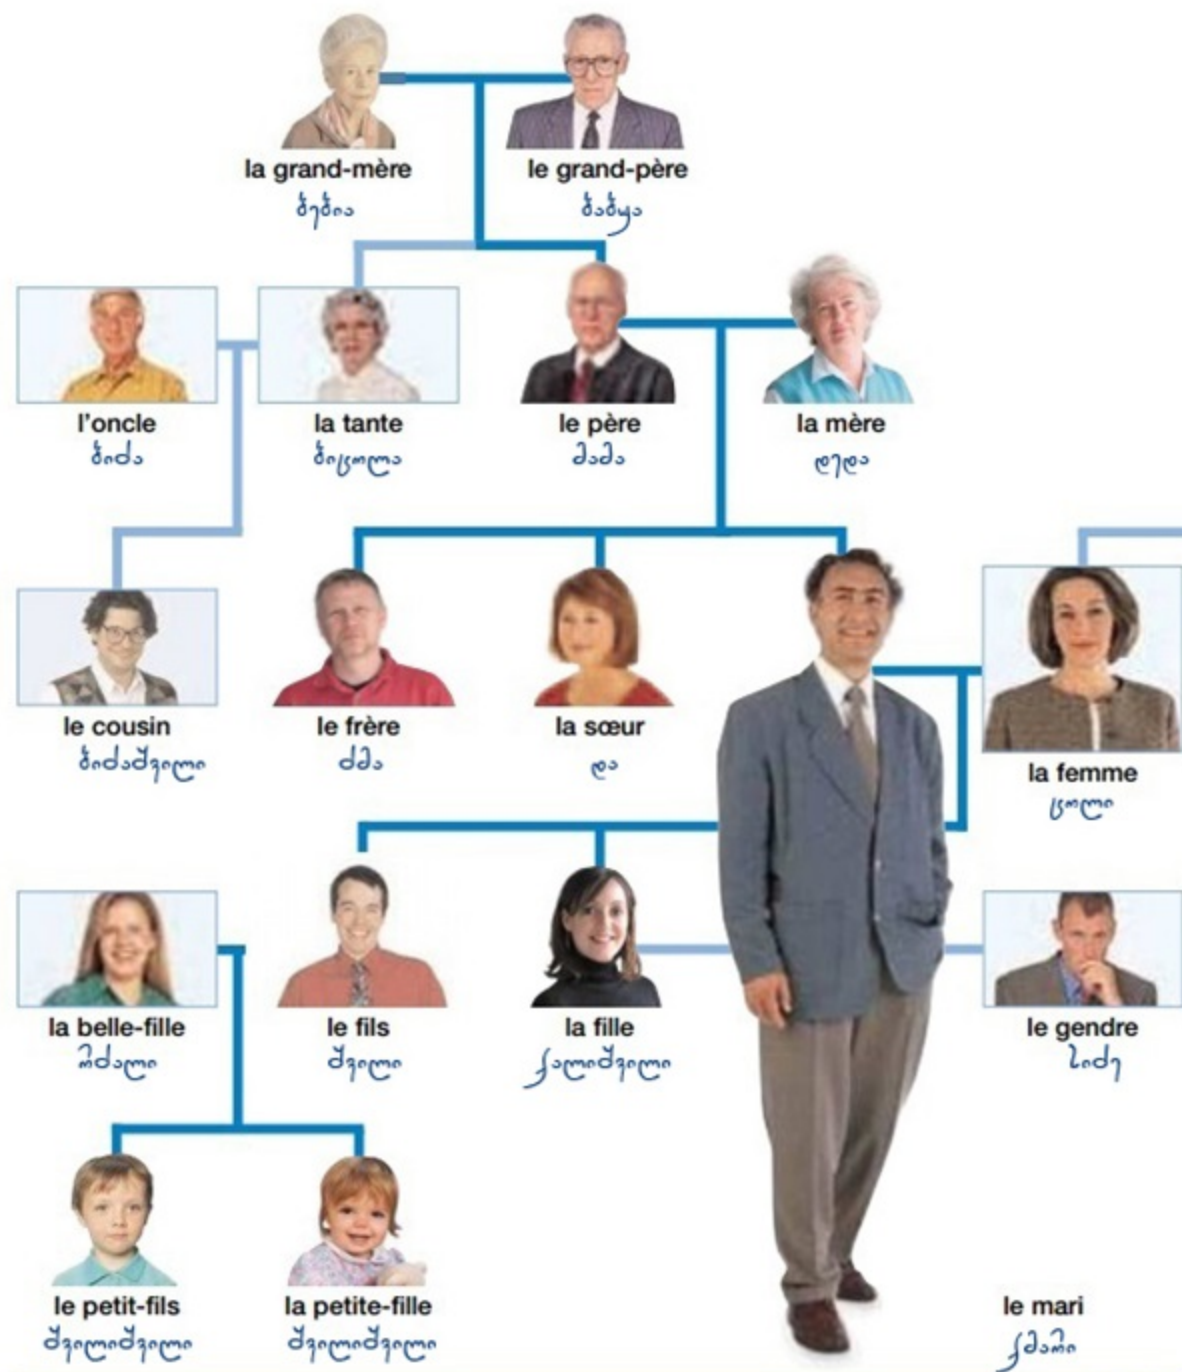 la grand-mère
ბებია
le grand-père
ბაბუა
l'oncle
ბიძა
la tante
ბიცოლა
le père
მამა
la mère
დედა
le cousin
ბიძაშვილი
le frère
ძმა
la sœur
და
la femme
ცოლი
la belle-fille
რძალი
le fils
შვილი
la fille
ქალიშვილი
le gendre
სიძე
le petit-fils
შვილიშვილი
la petite-fille
შვილიშვილი
le mari
ქმარი